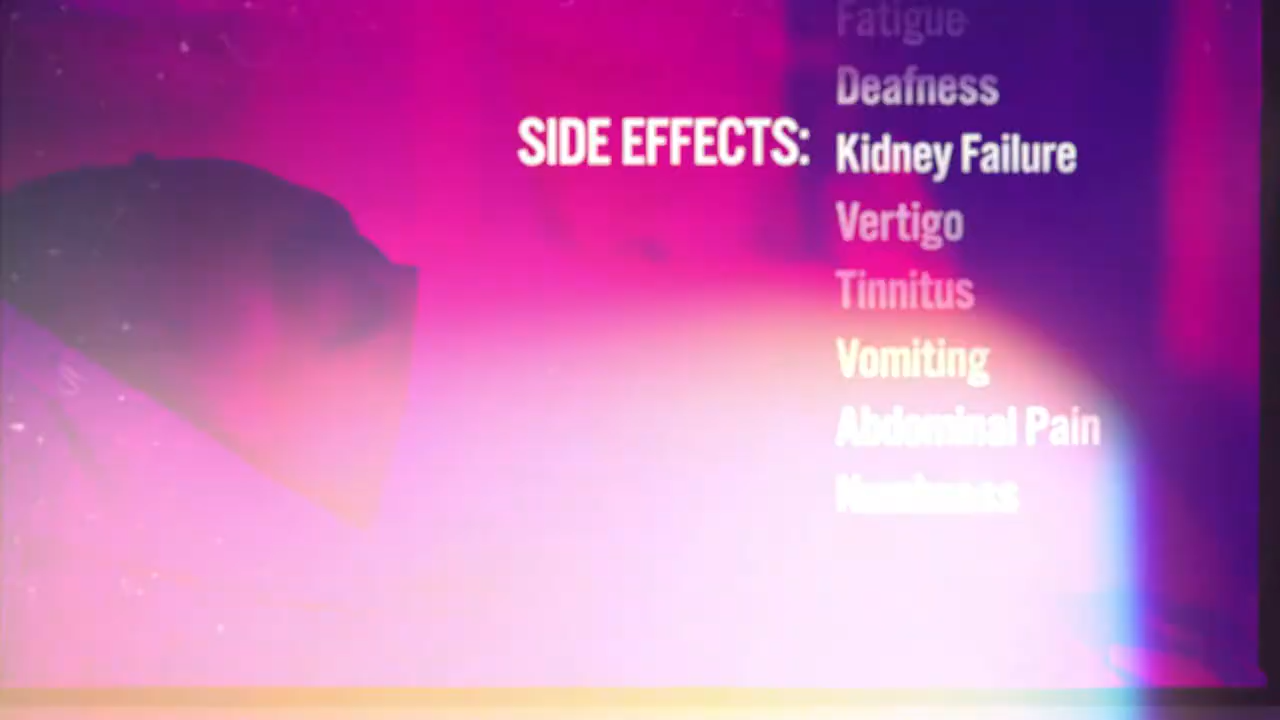 Fatigue
Deafness
SIDE EFFECTS: Kidney Failure
Vertigo
Tinnitus
Vomiting
Abdominal Pain